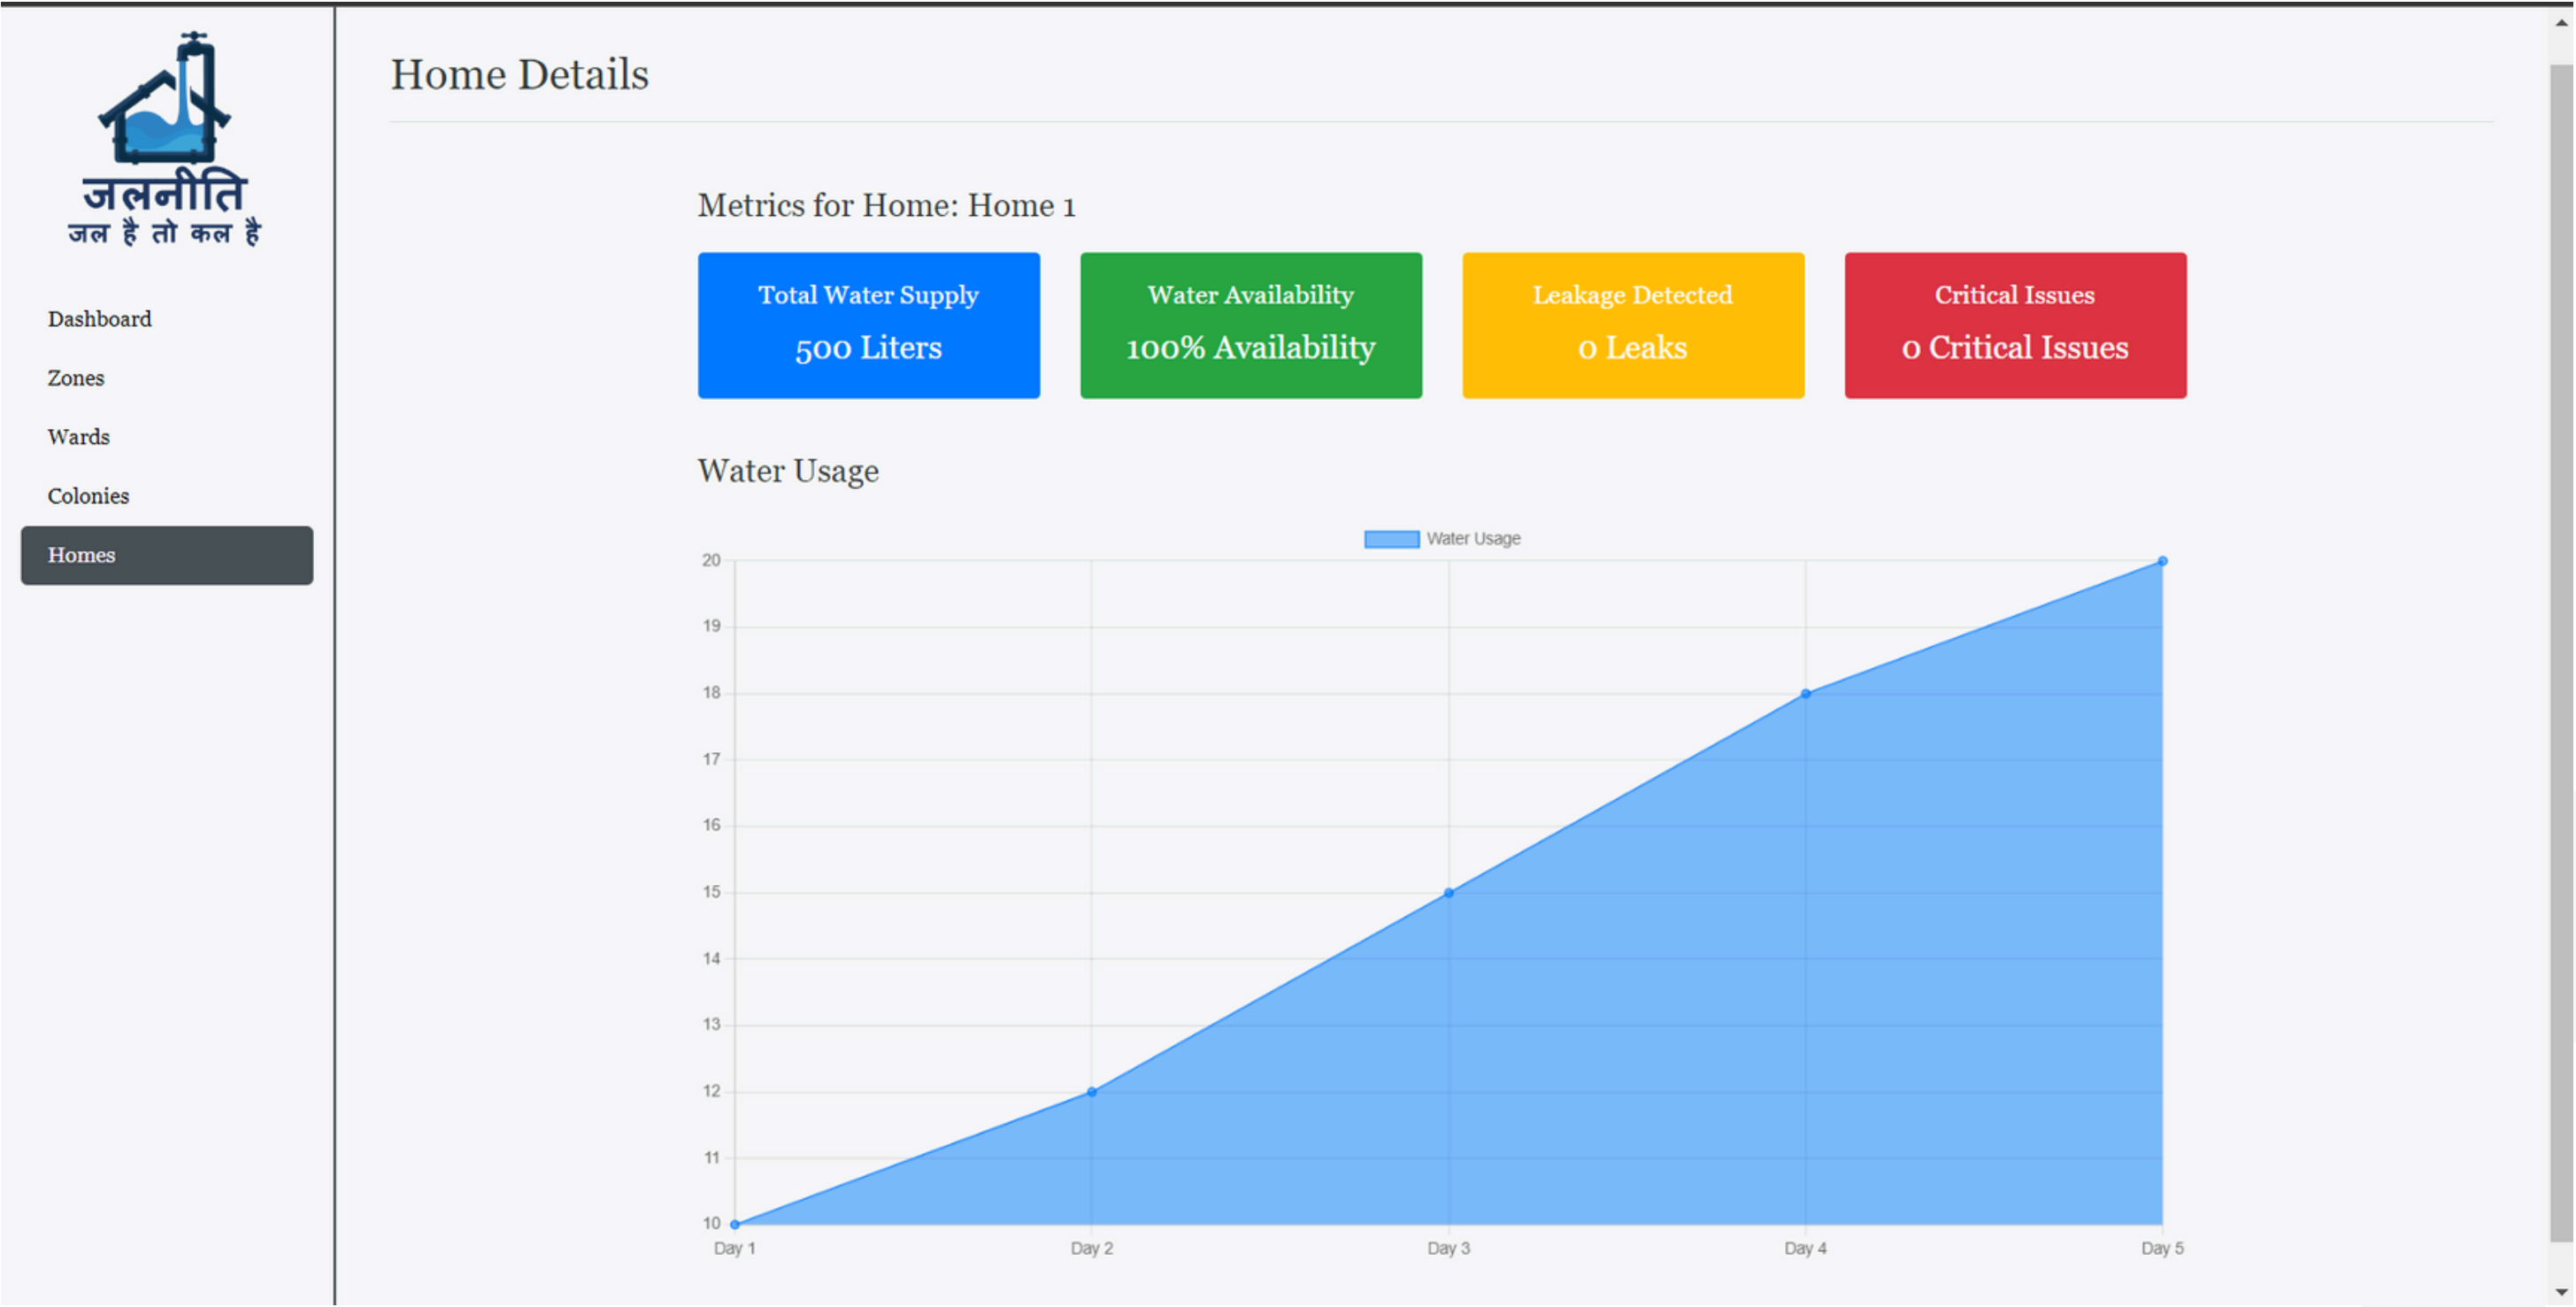 जलनीति
जल है तो कल है
Dashboard
Zones
Wards
Colonies
Homes
Home Details
Metrics for Home: Home 1
Total Water Supply
500 Liters
Water Availability
100% Availability
Leakage Detected
0 Leaks
Critical Issues
0 Critical Issues
Water Usage
Water Usage
20
19
18
17
16
15
14
13
12
11
10
Day 1
Day 2
Day 3
Day 4
Day 5